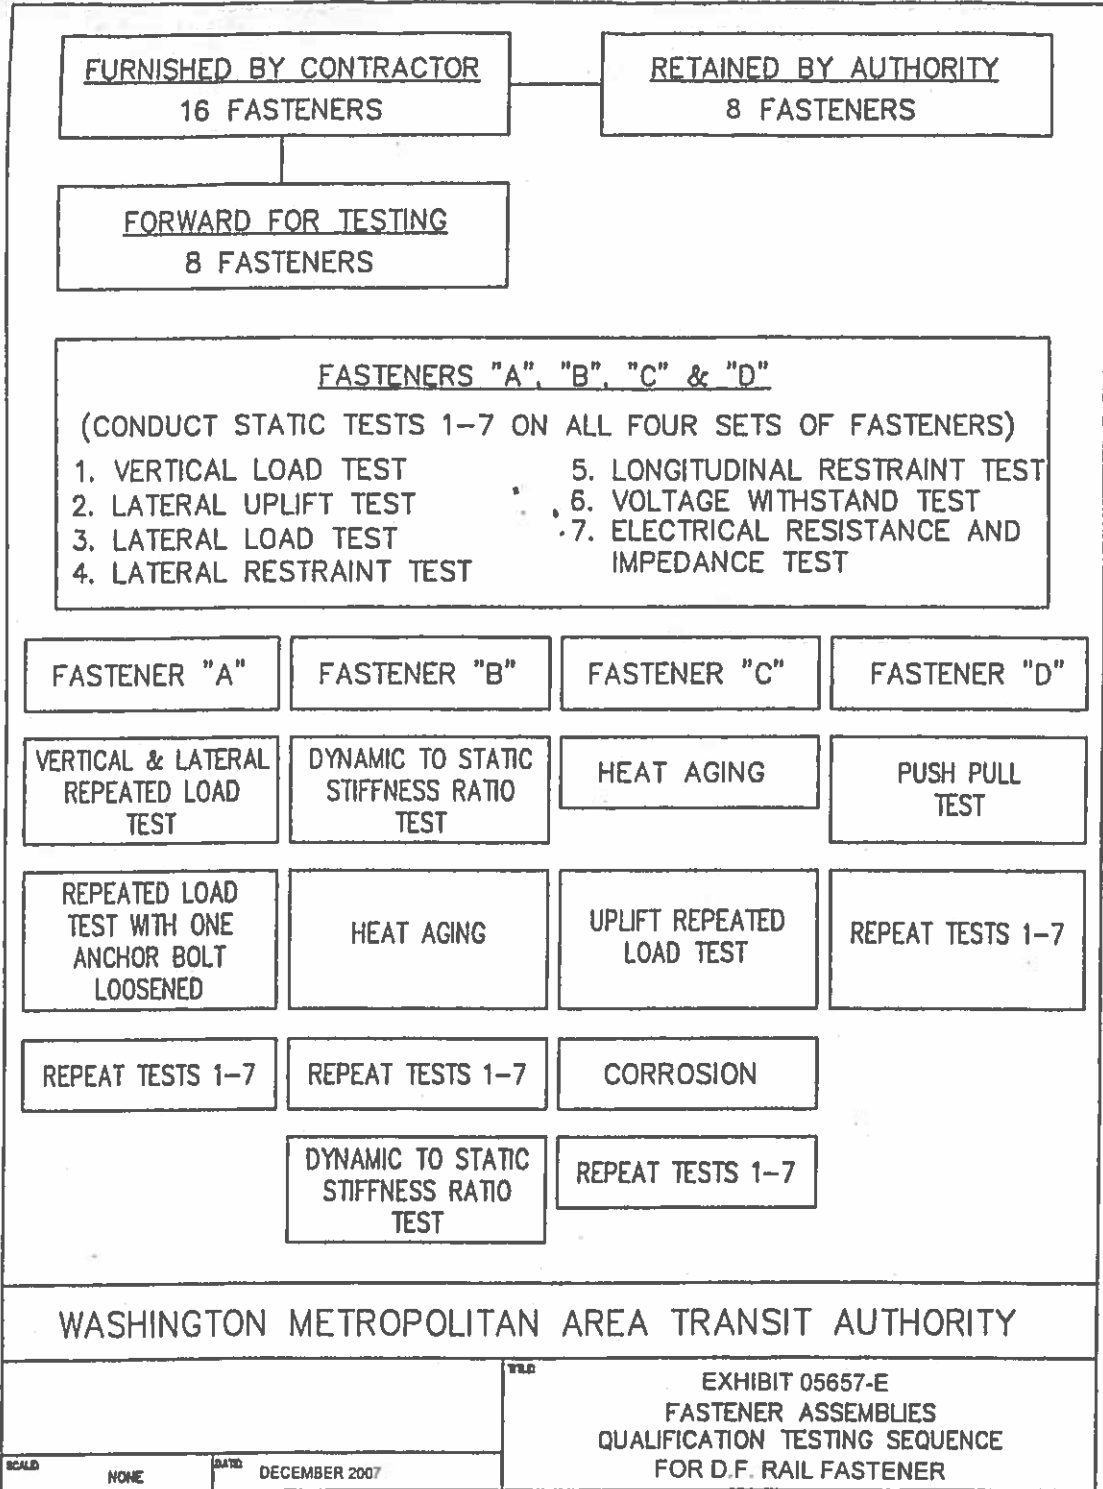 FURNISHED BY CONTRACTOR
16 FASTENERS
RETAINED BY AUTHORITY
8 FASTENERS
FORWARD FOR TESTING
8 FASTENERS
FASTENERS "A", "B", "C" & "D"
(CONDUCT STATIC TESTS 1-7 ON ALL FOUR SETS OF FASTENERS)
1. VERTICAL LOAD TEST
2. LATERAL UPLIFT TEST
3. LATERAL LOAD TEST
4. LATERAL RESTRAINT TEST
5. LONGITUDINAL RESTRAINT TEST
6. VOLTAGE WITHSTAND TEST
7. ELECTRICAL RESISTANCE AND
IMPEDANCE TEST
FASTENER "A"
FASTENER "B"
FASTENER "C"
FASTENER "D"
VERTICAL & LATERAL
REPEATED LOAD
TEST
DYNAMIC TO STATIC
STIFFNESS RATIO
TEST
HEAT AGING
PUSH PULL
TEST
REPEATED LOAD
TEST WITH ONE
ANCHOR BOLT
LOOSENED
HEAT AGING
UPLIFT REPEATED
LOAD TEST
REPEAT TESTS 1-7
REPEAT TESTS 1-7
REPEAT TESTS 1-7
CORROSION
DYNAMIC TO STATIC
STIFFNESS RATIO
TEST
REPEAT TESTS 1-7
WASHINGTON METROPOLITAN AREA TRANSIT AUTHORITY
TITLE
EXHIBIT 05657-E
FASTENER ASSEMBLIES
QUALIFICATION TESTING SEQUENCE
FOR D.F. RAIL FASTENER
SCALE
NONE
DATE
DECEMBER 2007